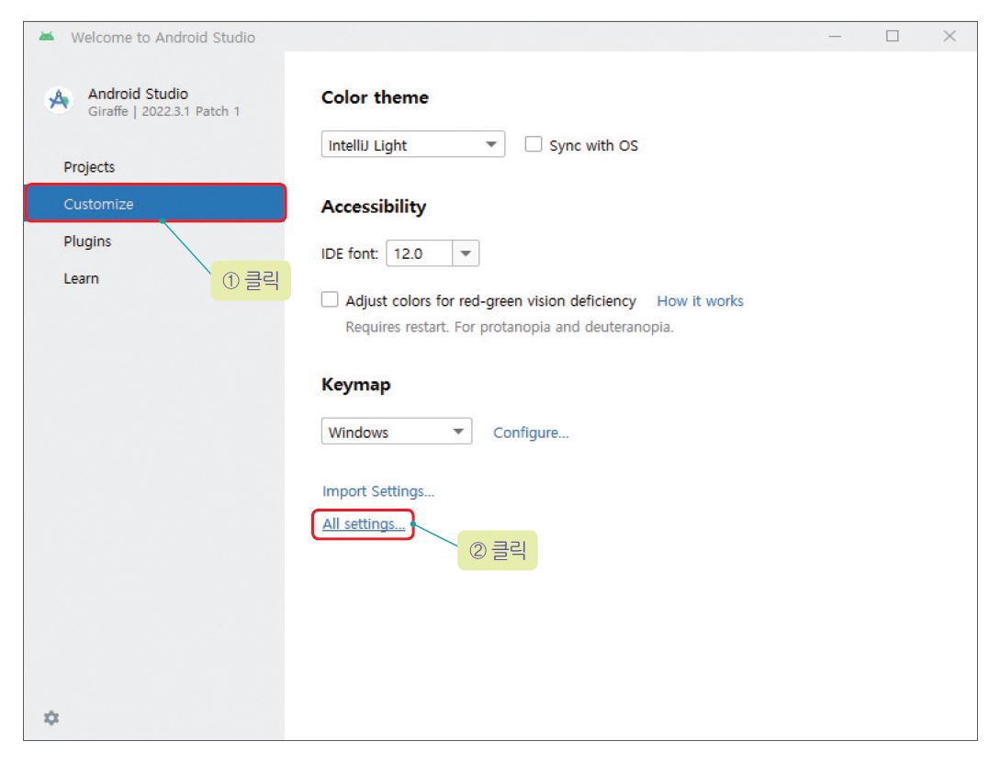 Welcome to Android Studio
Android Studio
Giraffe | 2022.3.1 Patch 1
Projects
Customize
Plugins
Learn
① 클릭
Color theme
IntelliJ Light
Sync with OS
Accessibility
IDE font: 12.0
Adjust colors for red-green vision deficiency How it works
Requires restart. For protanopia and deuteranopia.
Keymap
Windows
Configure...
Import Settings...
All settings...
② 클릭